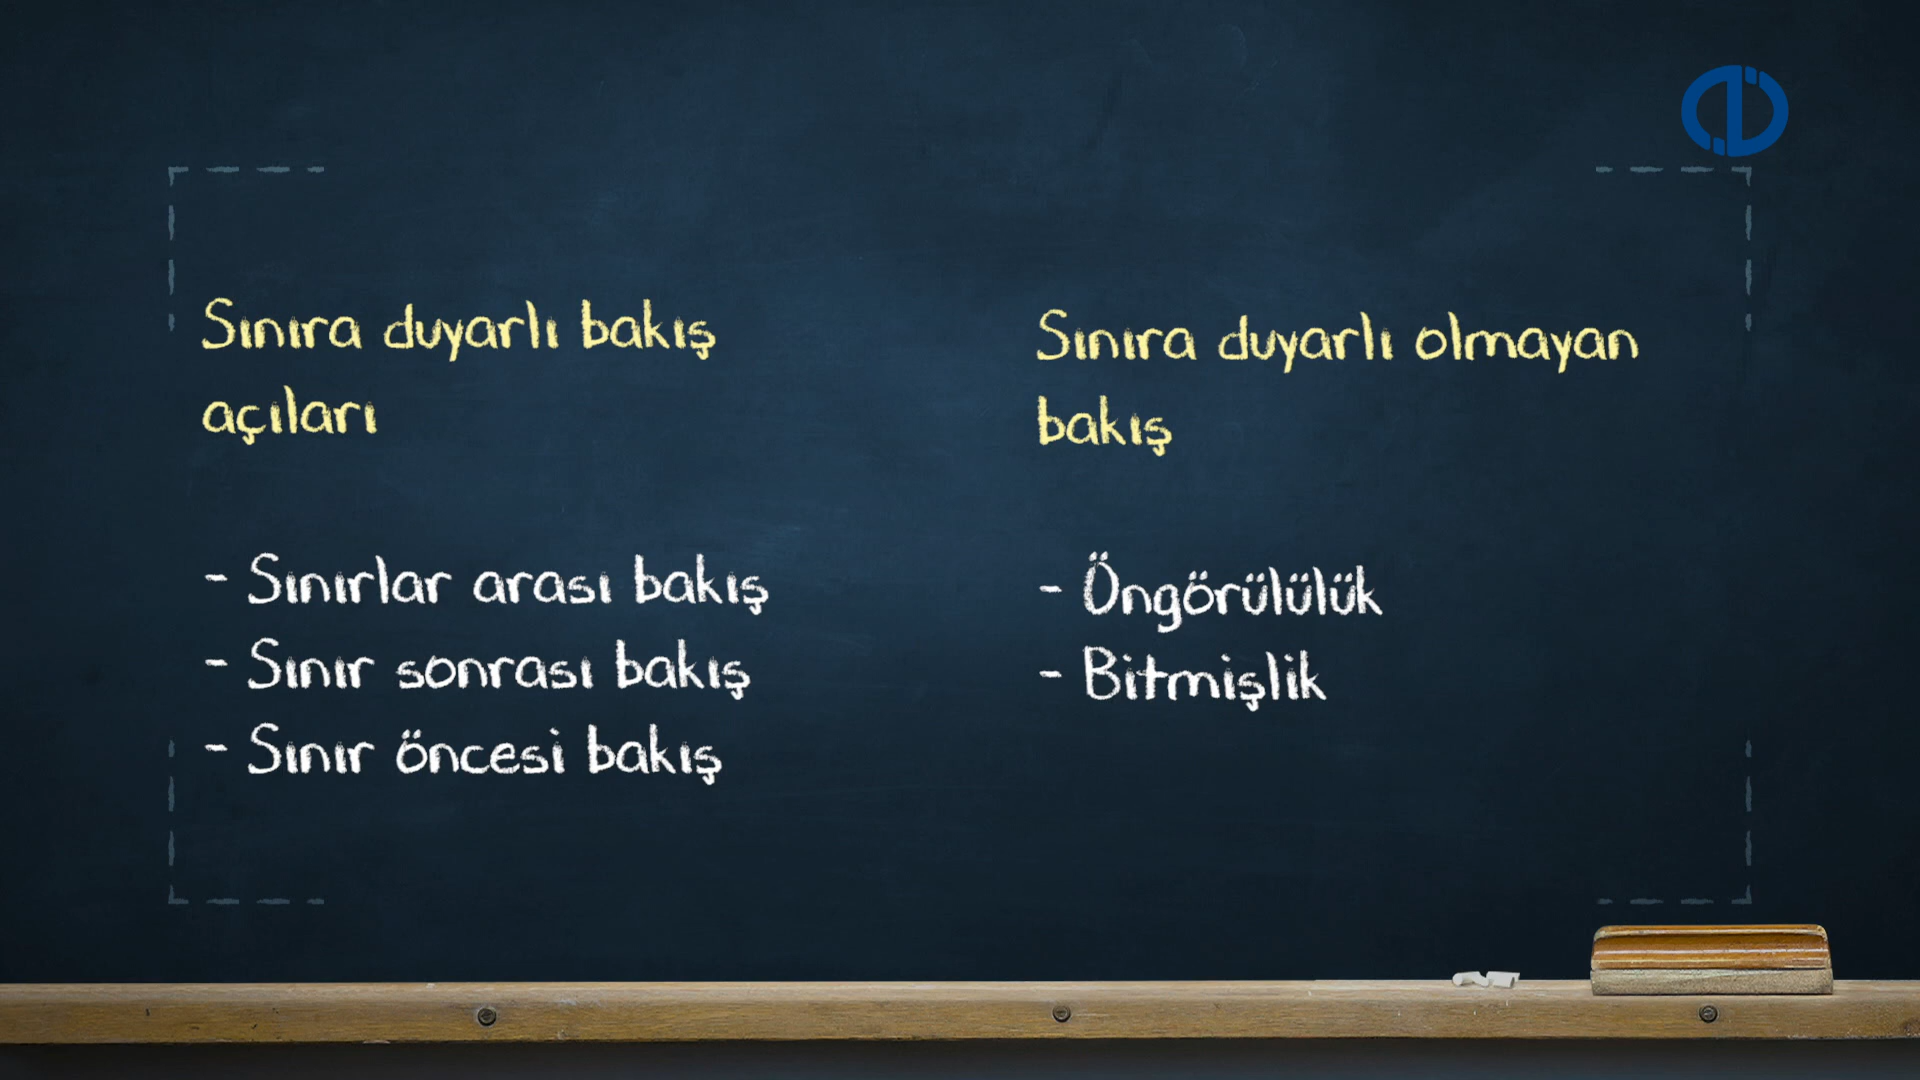 Sınıra duyarlı bakış
açıları
- Sınırlar arası bakış
- Sınır sonrası bakış
- Sınır öncesi bakış
Sınıra duyarlı olmayan
bakış
- Öngörülülük
- Bitmişlik